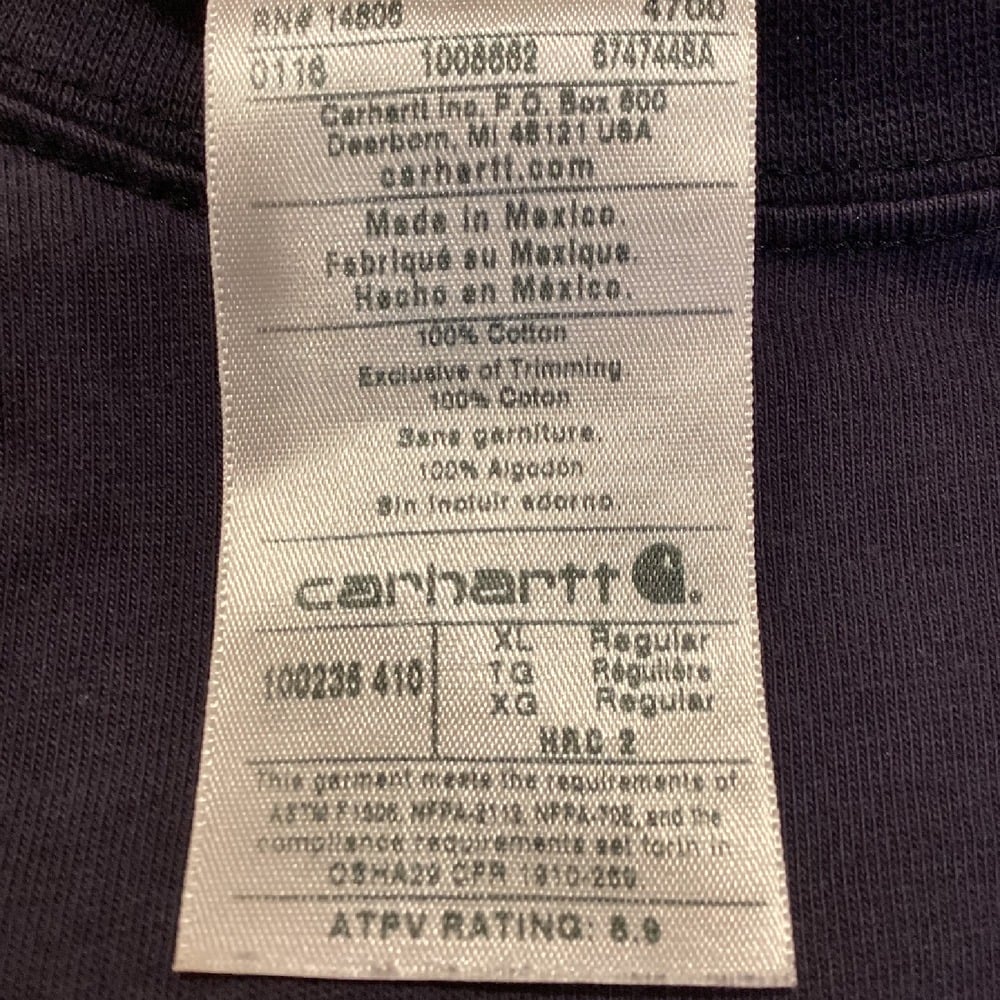 RN# 14806 4700
0116 1008662 6747448A
Carhartt Inc, P.O. Box 600
Dearborn, MI 48121 USA
carhartt.com
Made in Mexico.
Fabriqué au Mexique.
Hecho en México.
100% Cotton
Exclusive of Trimming
100% Coton
Sans garniture.
100% Algodón
Sin incluir adorno.
carhartt
XL Regular
TG Régulière
100236 410
XG Regular
HRC 2
This garment meets the requirements of
ASTM F1506, NFPA-2112, NFPA-70E, and the
compliance requirements set forth in
OSHA29 CFR 1910-269
ATPV RATING: 8.9